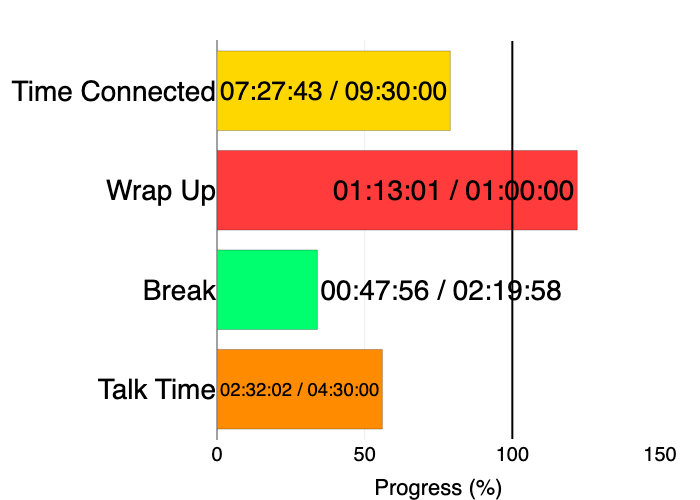 Time Connected 07:27:43 / 09:30:00
Wrap Up 01:13:01 / 01:00:00
Break 00:47:56 / 02:19:58
Talk Time 02:32:02 / 04:30:00
0 50 100 150
Progress (%)